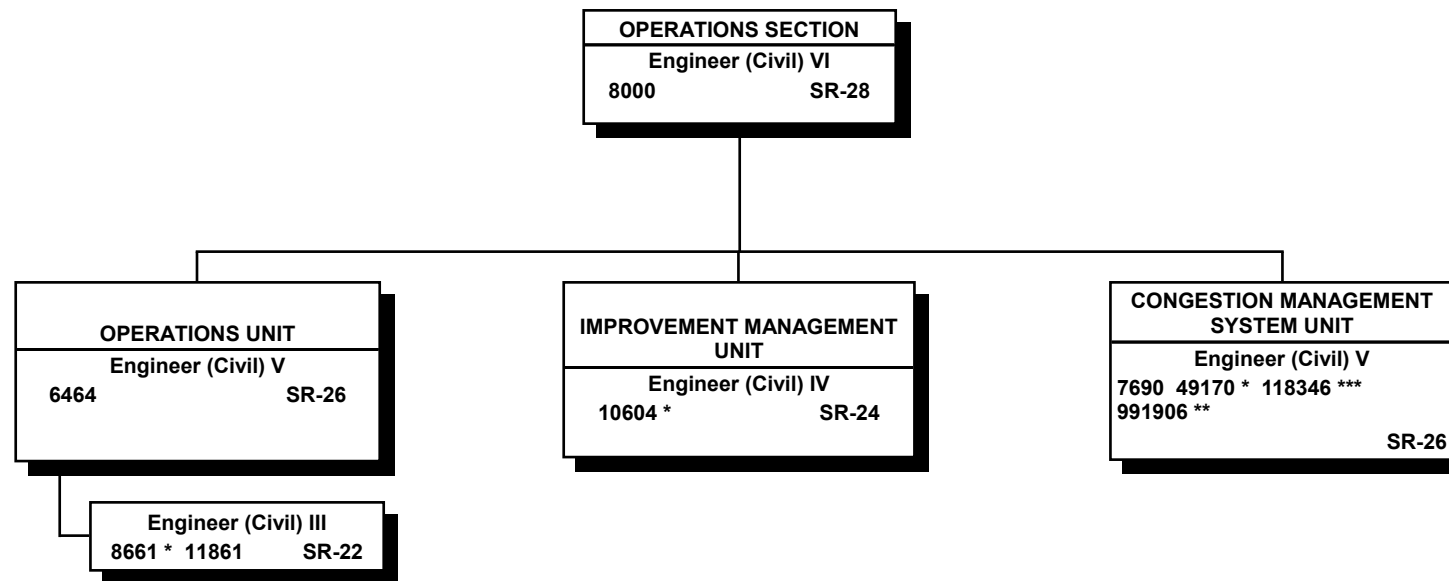 OPERATIONS SECTION
Engineer (Civil) VI
8000 SR-28
OPERATIONS UNIT
Engineer (Civil) V
6464 SR-26
Engineer (Civil) III
8661 * 11861 SR-22
IMPROVEMENT MANAGEMENT
UNIT
Engineer (Civil) IV
10604 * SR-24
CONGESTION MANAGEMENT
SYSTEM UNIT
Engineer (Civil) V
7690 49170 * 118346 ***
991906 **
SR-26